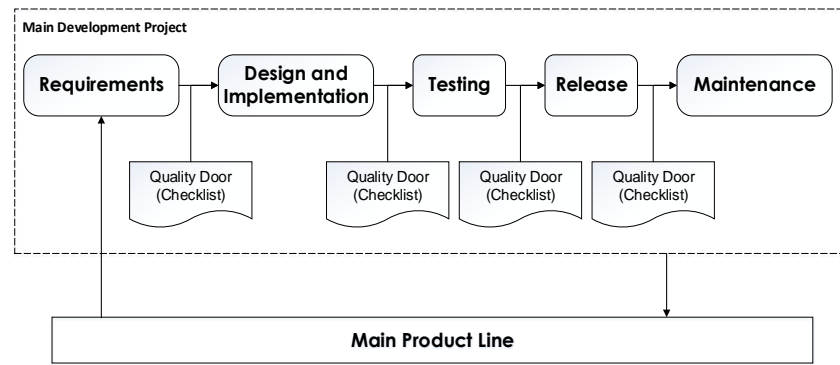 Main Development Project
Requirements
Design and
Implementation
Testing
Release
Maintenance
Quality Door
(Checklist)
Quality Door
(Checklist)
Quality Door
(Checklist)
Quality Door
(Checklist)
Main Product Line